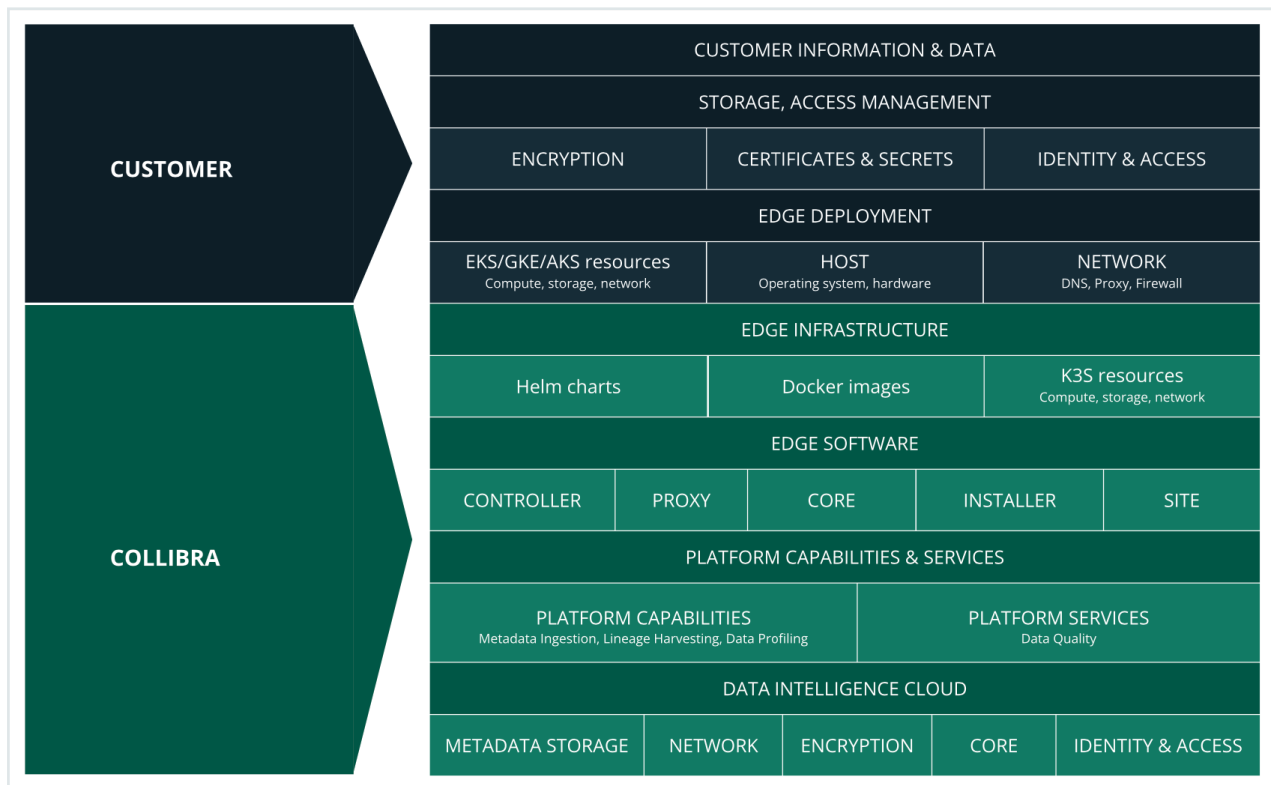 CUSTOMER
CUSTOMER INFORMATION & DATA
STORAGE, ACCESS MANAGEMENT
ENCRYPTION
CERTIFICATES & SECRETS
IDENTITY & ACCESS
EDGE DEPLOYMENT
EKS/GKE/AKS resources
Compute, storage, network
HOST
Operating system, hardware
NETWORK
DNS, Proxy, Firewall
COLLIBRA
EDGE INFRASTRUCTURE
Helm charts
Docker images
K3S resources
Compute, storage, network
EDGE SOFTWARE
CONTROLLER
PROXY
CORE
INSTALLER
SITE
PLATFORM CAPABILITIES & SERVICES
PLATFORM CAPABILITIES
Metadata Ingestion, Lineage Harvesting, Data Profiling
PLATFORM SERVICES
Data Quality
DATA INTELLIGENCE CLOUD
METADATA STORAGE
NETWORK
ENCRYPTION
CORE
IDENTITY & ACCESS